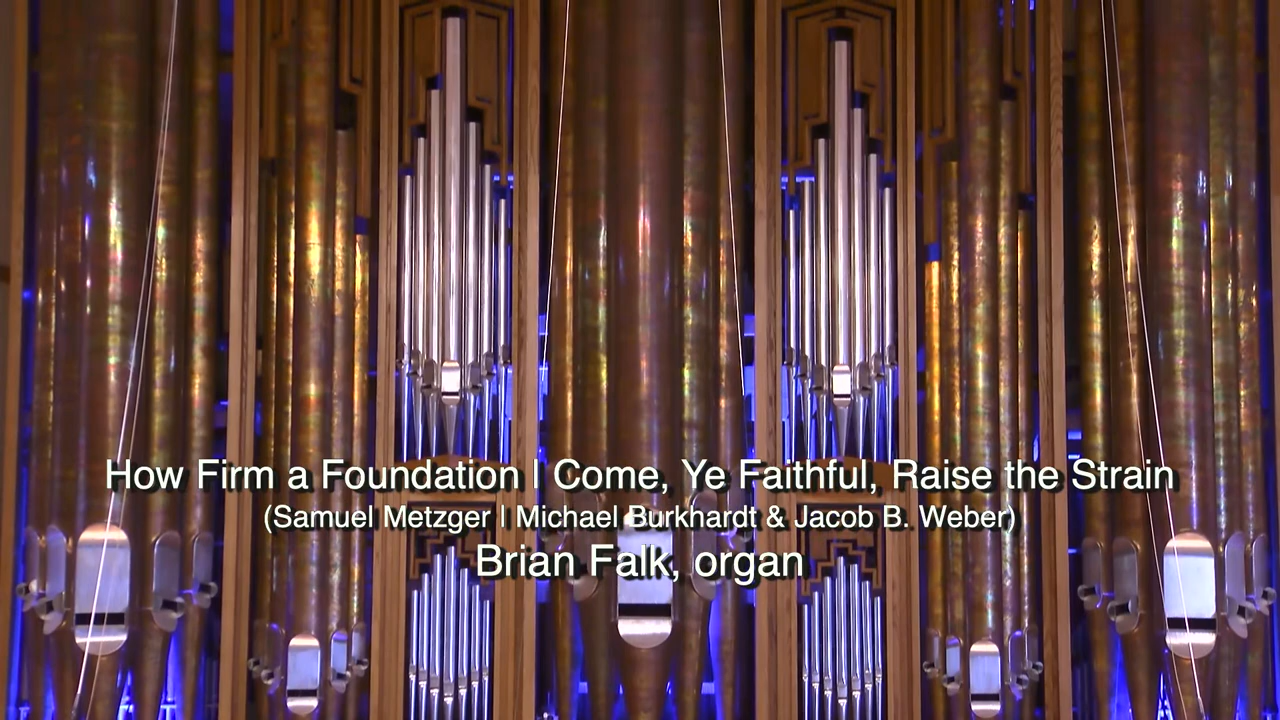 How Firm a Foundation | Come, Ye Faithful, Raise the Strain
(Samuel Metzger | Michael Burkhardt & Jacob B. Weber)
Brian Falk, organ